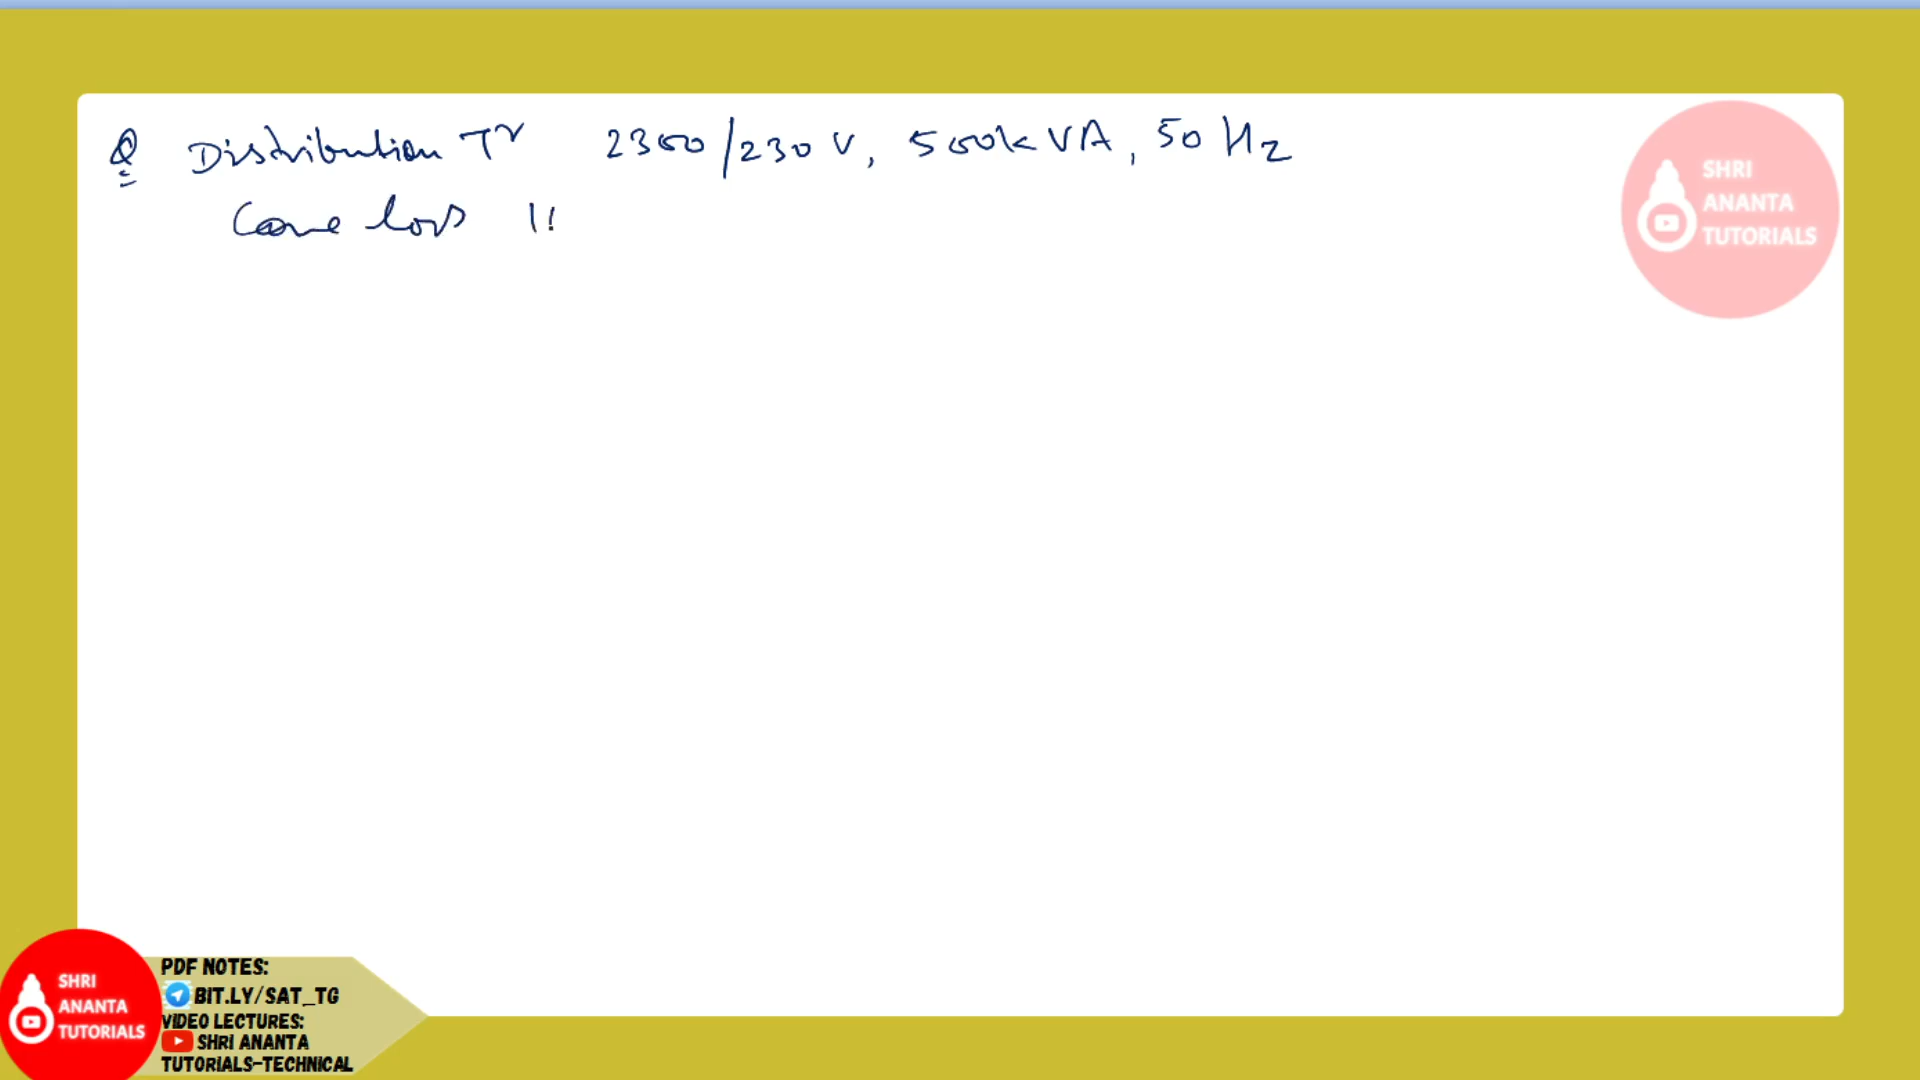 Q Distribution Tr 2300/230 V, 500kVA, 50 Hz
Core loss
SHRI
ANANTA
TUTORIALS
SHRI
ANANTA
TUTORIALS
PDF NOTES:
BIT.LY/SAT_TG
VIDEO LECTURES:
SHRI ANANTA
TUTORIALS-TECHNICAL